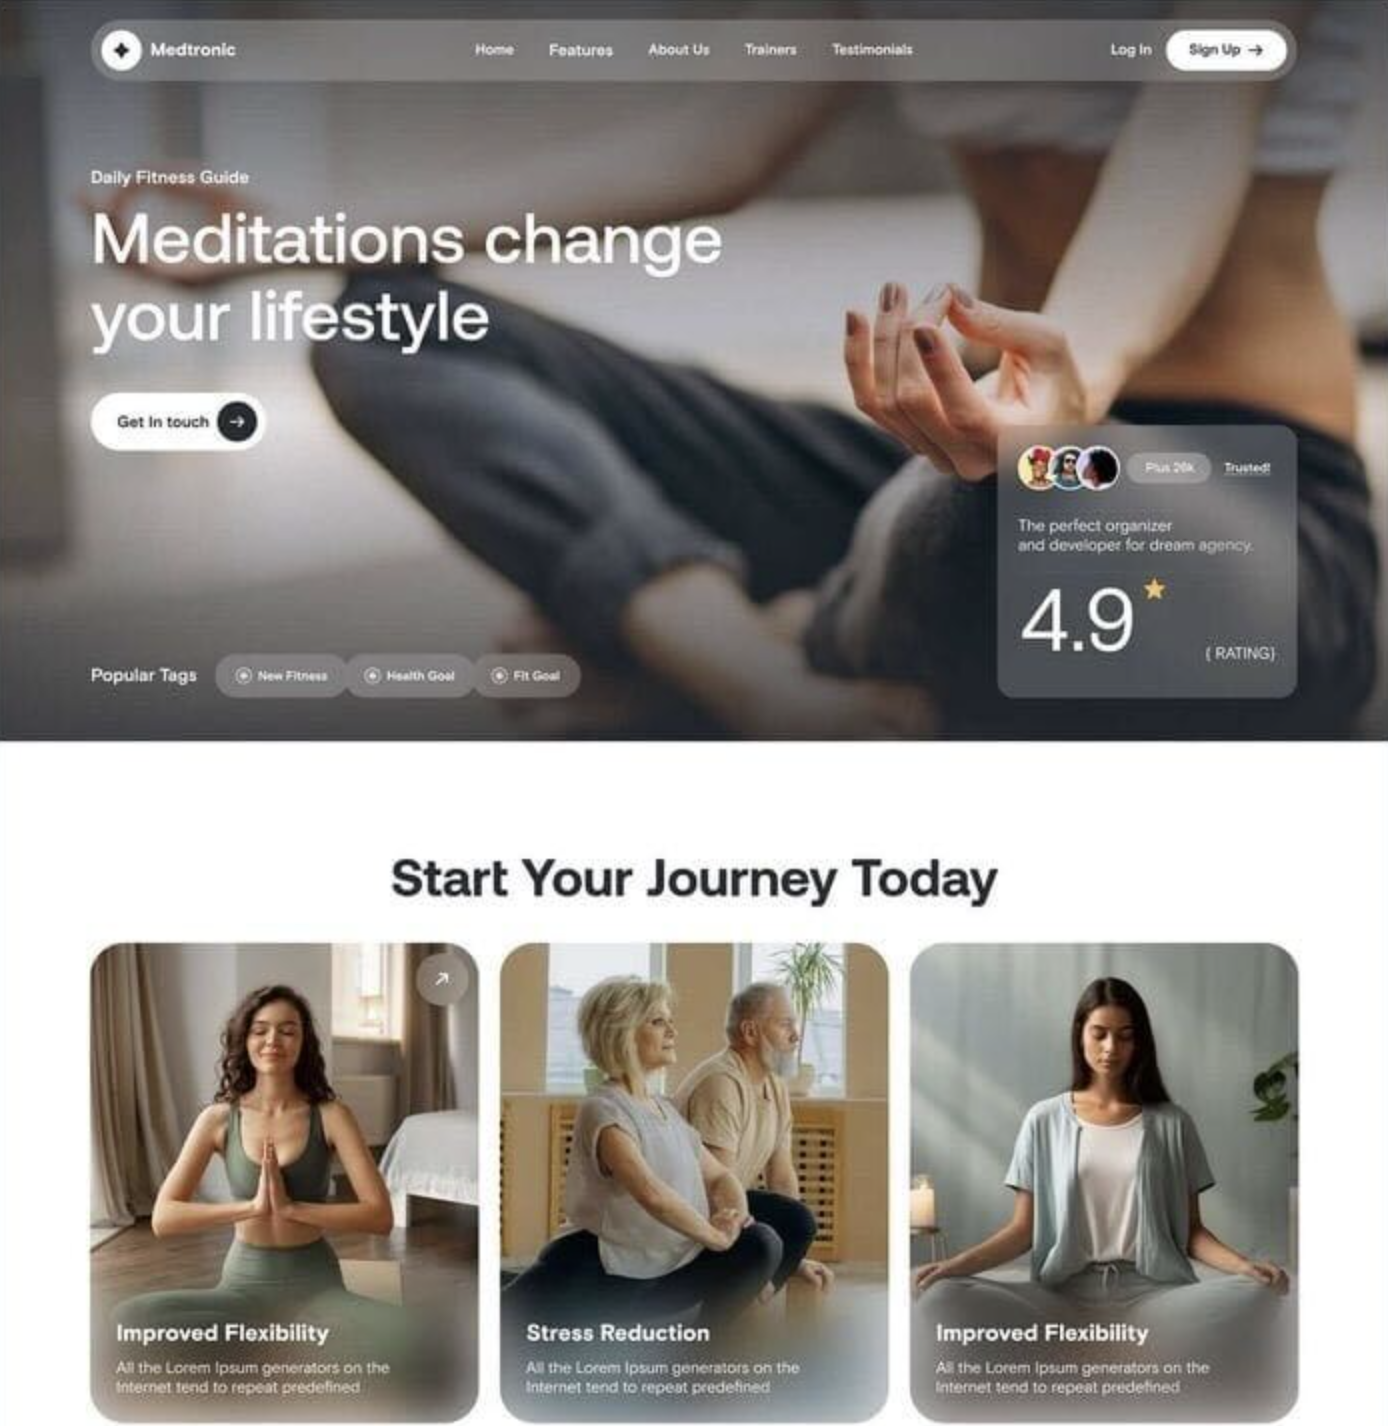 Medtronic
Home
Features
About Us
Trainers
Testimonials
Log In
Sign Up
Daily Fitness Guide
Meditations change
your lifestyle
Get In touch
Plus 26k
Trusted!
The perfect organizer
and developer for dream agency.
4.9
( RATING)
Popular Tags
New Fitness
Health Goal
Fit Goal
Start Your Journey Today
Improved Flexibility
All the Lorem Ipsum generators on the
Internet tend to repeat predefined
Stress Reduction
All the Lorem Ipsum generators on the
Internet tend to repeat predefined
Improved Flexibility
All the Lorem Ipsum generators on the
Internet tend to repeat predefined